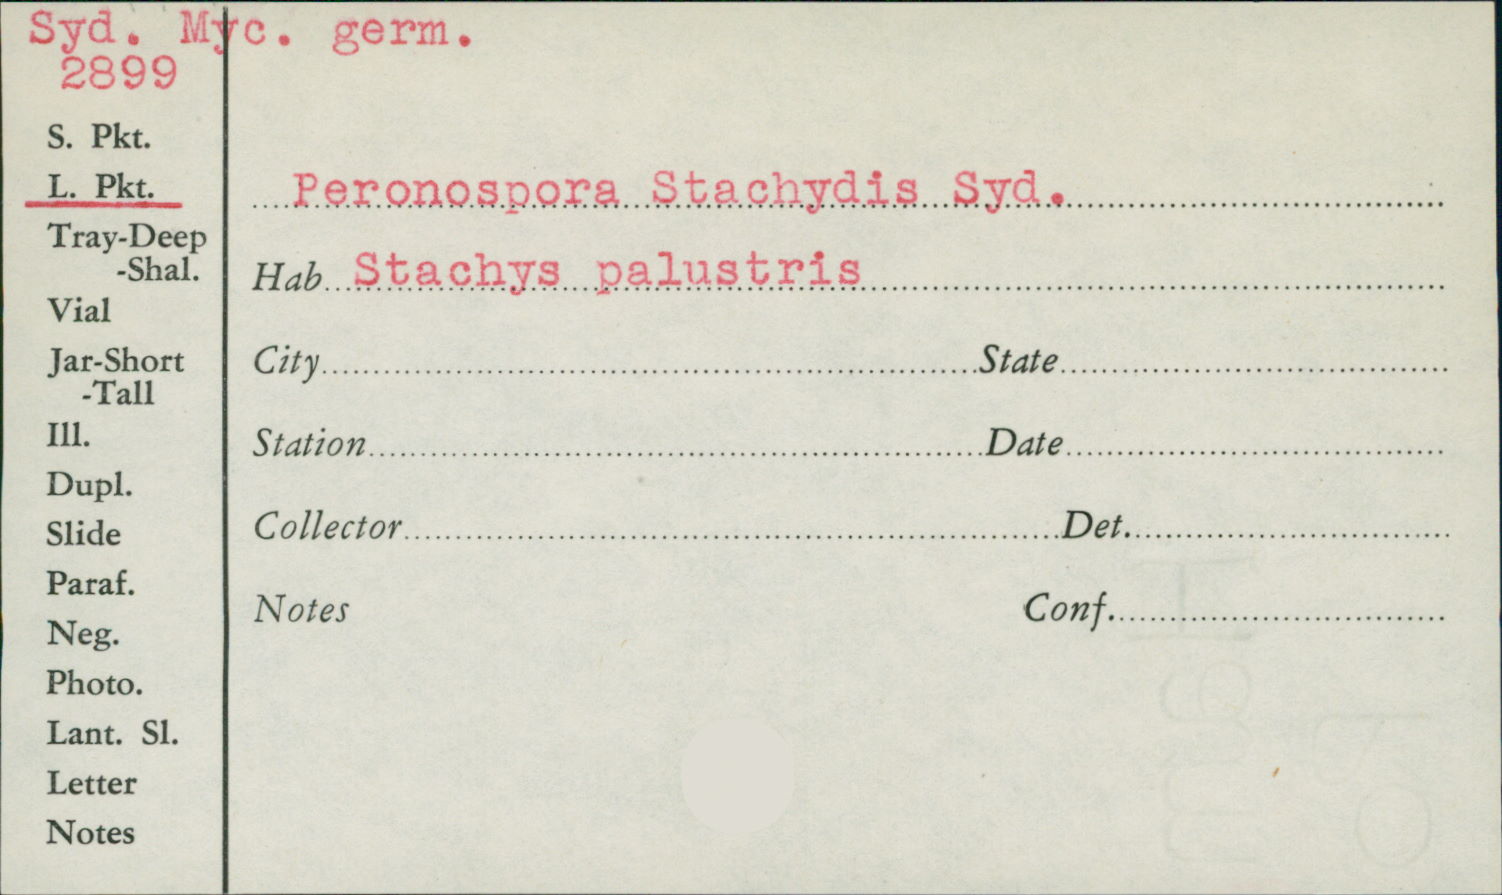 Syd. Myc. germ.
2899
S. Pkt.
L. Pkt.
Tray-Deep
-Shal.
Vial
Jar-Short
-Tall
Ill.
Dupl.
Slide
Paraf.
Neg.
Photo.
Lant. Sl.
Letter
Notes
Peronospora Stachydis Syd.
Hab Stachys palustris
City State
Station Date
Collector Det.
Notes Conf.